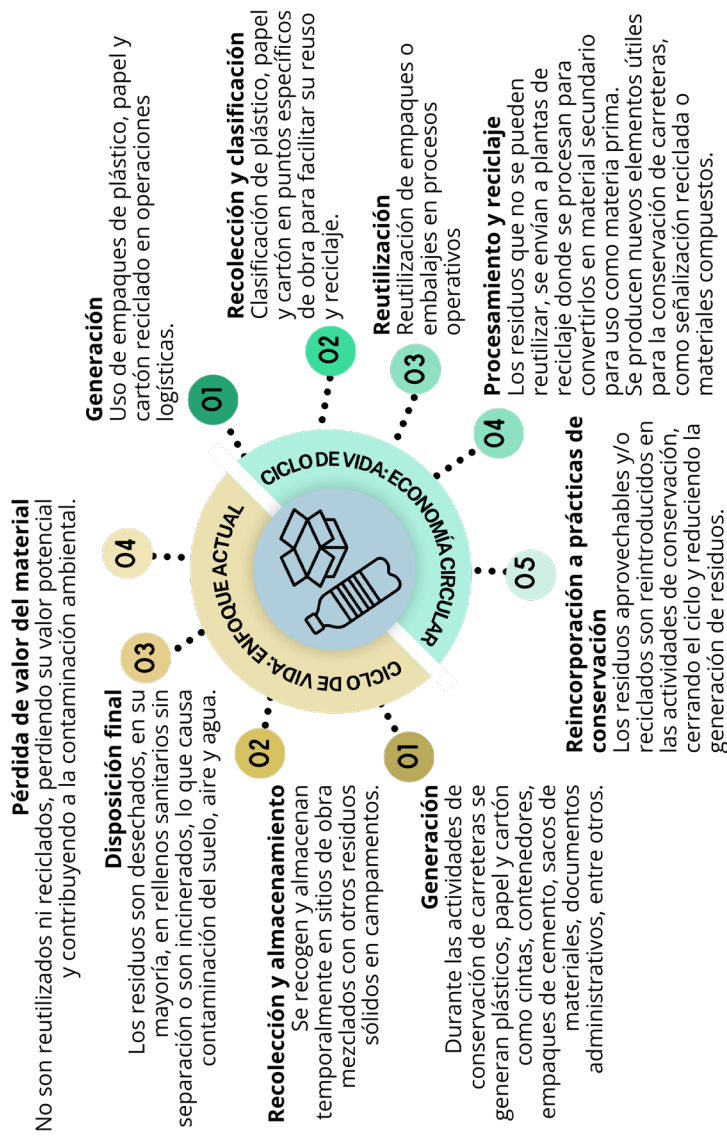 Pérdida de valor del material
No son reutilizados ni reciclados, perdiendo su valor potencial
y contribuyendo a la contaminación ambiental.
04
Disposición final
Los residuos son desechados, en su
mayoría, en rellenos sanitarios sin
separación o son incinerados, lo que causa
contaminación del suelo, aire y agua.
03
Recolección y almacenamiento
Se recogen y almacenan
temporalmente en sitios de obra
mezclados con otros residuos
sólidos en campamentos.
02
Generación
Durante las actividades de
conservación de carreteras se
generan plásticos, papel y cartón
como cintas, contenedores,
empaques de cemento, sacos de
materiales, documentos
administrativos, entre otros.
01
CICLO DE VIDA: ENFOQUE ACTUAL
CICLO DE VIDA: ECONOMÍA CIRCULAR
01
Generación
Uso de empaques de plástico, papel y
cartón reciclado en operaciones
logísticas.
02
Recolección y clasificación
Clasificación de plástico, papel
y cartón en puntos específicos
de obra para facilitar su reuso
y reciclaje.
03
Reutilización
Reutilización de empaques o
embalajes en procesos
operativos
04
Procesamiento y reciclaje
Los residuos que no se pueden
reutilizar, se envían a plantas de
reciclaje donde se procesan para
convertirlos en material secundario
para uso como materia prima.
Se producen nuevos elementos útiles
para la conservación de carreteras,
como señalización reciclada o
materiales compuestos.
05
Reincorporación a prácticas de
conservación
Los residuos aprovechables y/o
reciclados son reintroducidos en
las actividades de conservación,
cerrando el ciclo y reduciendo la
generación de residuos.